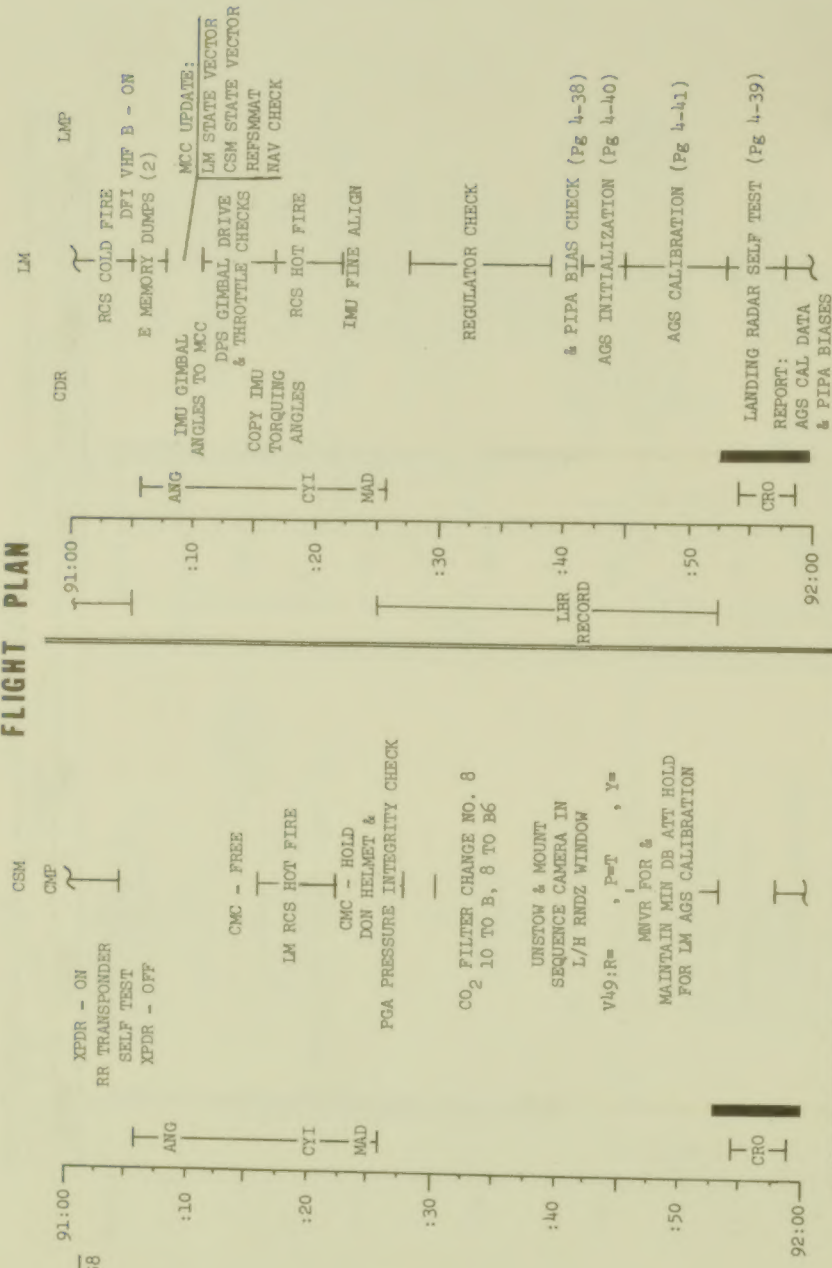 FLIGHT PLAN
CSM
CMP
91:00
XPDR - ON
RR TRANSPONDER
SELF TEST
XPDR - OFF
ANG
:10
CMC - FREE
LM RCS HOT FIRE
CYI
:20
CMC - HOLD
DON HELMET &
PGA PRESSURE INTEGRITY CHECK
MAD
:30
CO2 FILTER CHANGE NO. 8
10 TO B, 8 TO B6
UNSTOW & MOUNT
SEQUENCE CAMERA IN
L/H RNDZ WINDOW
:40
V49:R= , P=T , Y=
MNVR FOR &
MAINTAIN MIN DB ATT HOLD
FOR LM AGS CALIBRATION
:50
CRO
92:00
LM
CDR
LMP
91:00
RCS COLD FIRE
DFI VHF B - ON
E MEMORY DUMPS (2)
ANG
:10
IMU GIMBAL
ANGLES TO MCC
MCC UPDATE:
LM STATE VECTOR
CSM STATE VECTOR
REFSMMAT
NAV CHECK
DPS GIMBAL DRIVE
& THROTTLE CHECKS
COPY IMU
TORQUING
ANGLES
RCS HOT FIRE
CYI
:20
IMU FINE ALIGN
MAD
:30
REGULATOR CHECK
LBR
RECORD
:40
& PIPA BIAS CHECK (Pg 4-38)
AGS INITIALIZATION (Pg 4-40)
AGS CALIBRATION (Pg 4-41)
:50
LANDING RADAR SELF TEST (Pg 4-39)
CRO
REPORT:
AGS CAL DATA
& PIPA BIASES
92:00